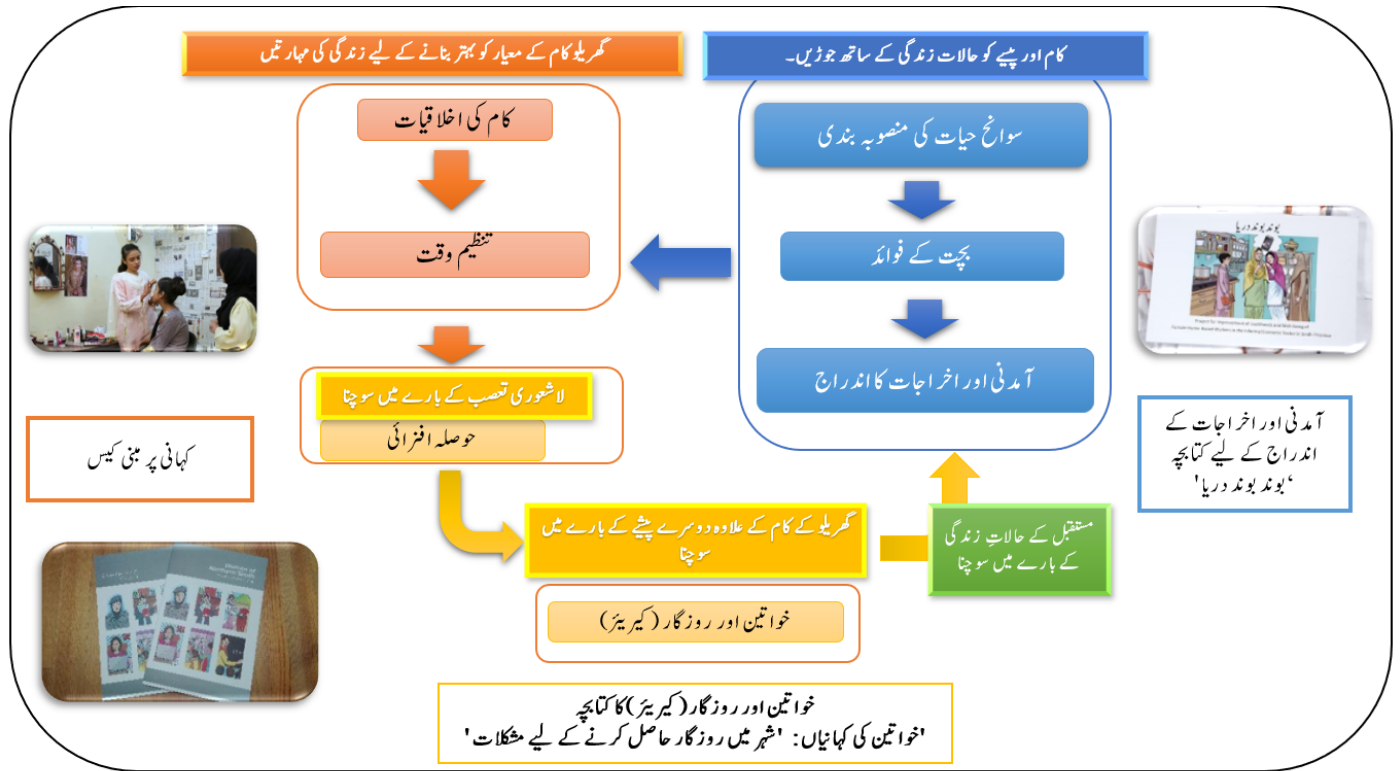 کام اور پیسے کو حالات زندگی کے ساتھ جوڑیں۔
سوانح حیات کی منصوبہ بندی
بچت کے فوائد
آمدنی اور اخراجات کا اندراج
گھریلو کام کے معیار کو بہتر بنانے کے لیے زندگی کی مہارتیں
کام کی اخلاقیات
تنظیم وقت
لاشعوری تعصب کے بارے میں سوچنا
حوصلہ افزائی
گھریلو کے کام کے علاوہ دوسرے پیشے کے بارے میں
سوچنا
خواتین اور روزگار (کیریئر)
مستقبل کے حالاتِ زندگی
کے بارے میں سوچنا
بوند بوند دریا
آمدنی اور اخراجات کے
اندراج کے لیے کتابچہ
'بوند بوند دریا'
کہانی پر مبنی کیس
Women of
Northern Sindh
خواتین اور روزگار (کیریئر) کا کتابچہ
'خواتین کی کہانیاں: 'شہر میں روزگار حاصل کرنے کے لیے مشکلات'